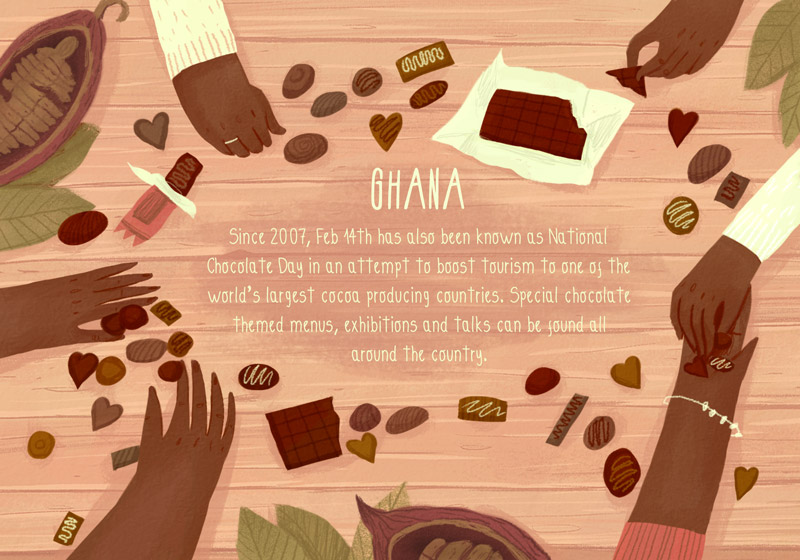 GHANA
Since 2007, Feb 14th has also been known as National
Chocolate Day in an attempt to boost tourism to one of the
world's largest cocoa producing countries. Special chocolate
themed menus, exhibitions and talks can be found all
around the country.